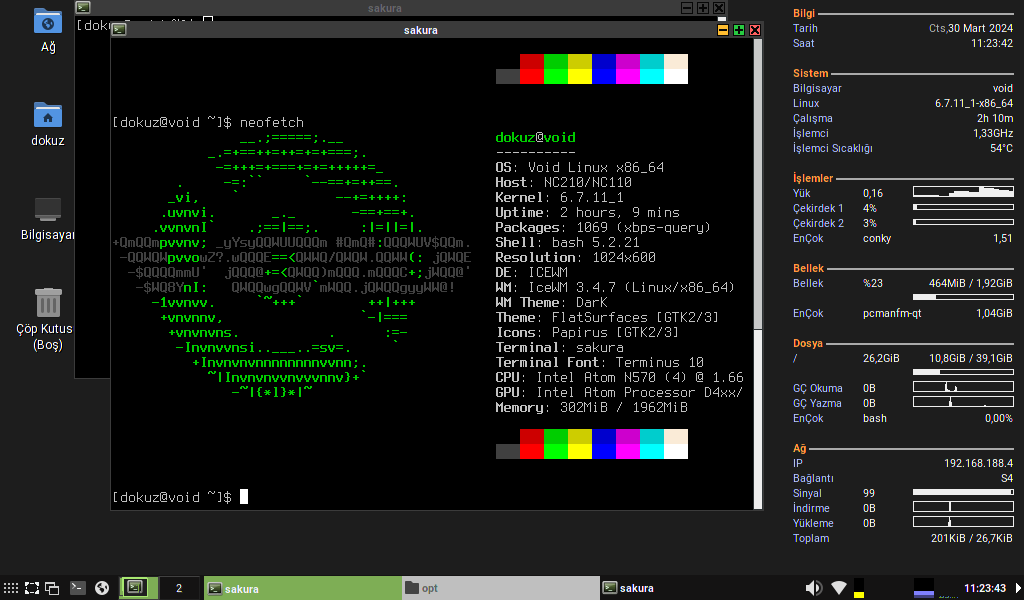 Ağ
dokuz
Bilgisayar
Çöp Kutus
(Boş)
sakura
sakura
[dokuz@void ~]$ neofetch
dokuz@void
----------
OS: Void Linux x86_64
Host: NC210/NC110
Kernel: 6.7.11_1
Uptime: 2 hours, 9 mins
Packages: 1069 (xbps-query)
Shell: bash 5.2.21
Resolution: 1024x600
DE: ICEWM
WM: IceWM 3.4.7 (Linux/x86_64)
WM Theme: DarK
Theme: FlatSurfaces [GTK2/3]
Icons: Papirus [GTK2/3]
Terminal: sakura
Terminal Font: Terminus 10
CPU: Intel Atom N570 (4) @ 1.66
GPU: Intel Atom Processor D4xx/
Memory: 302MiB / 1962MiB
[dokuz@void ~]$
Bilgi
Tarih Cts,30 Mart 2024
Saat 11:23:42
Sistem
Bilgisayar void
Linux 6.7.11_1-x86_64
Çalışma 2h 10m
İşlemci 1,33GHz
İşlemci Sıcaklığı 54°C
İşlemler
Yük 0,16
Çekirdek 1 4%
Çekirdek 2 3%
EnÇok conky 1,51
Bellek
Bellek %23 464MiB / 1,92GiB
EnÇok pcmanfm-qt 1,04GiB
Dosya
/ 26,2GiB 10,8GiB / 39,1GiB
GÇ Okuma 0B
GÇ Yazma 0B
EnÇok bash 0,00%
Ağ
IP 192.168.188.4
Bağlantı S4
Sinyal 99
İndirme 0B
Yükleme 0B
Toplam 201KiB / 26,7KiB
2 sakura opt sakura 11:23:43